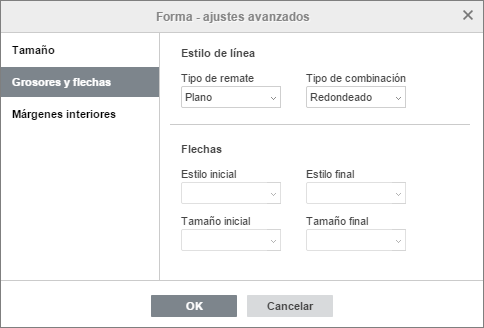 Forma - ajustes avanzados
Tamaño
Grosores y flechas
Márgenes interiores
Estilo de línea
Tipo de remate Tipo de combinación
Plano Redondeado
Flechas
Estilo inicial Estilo final
Tamaño inicial Tamaño final
OK Cancelar